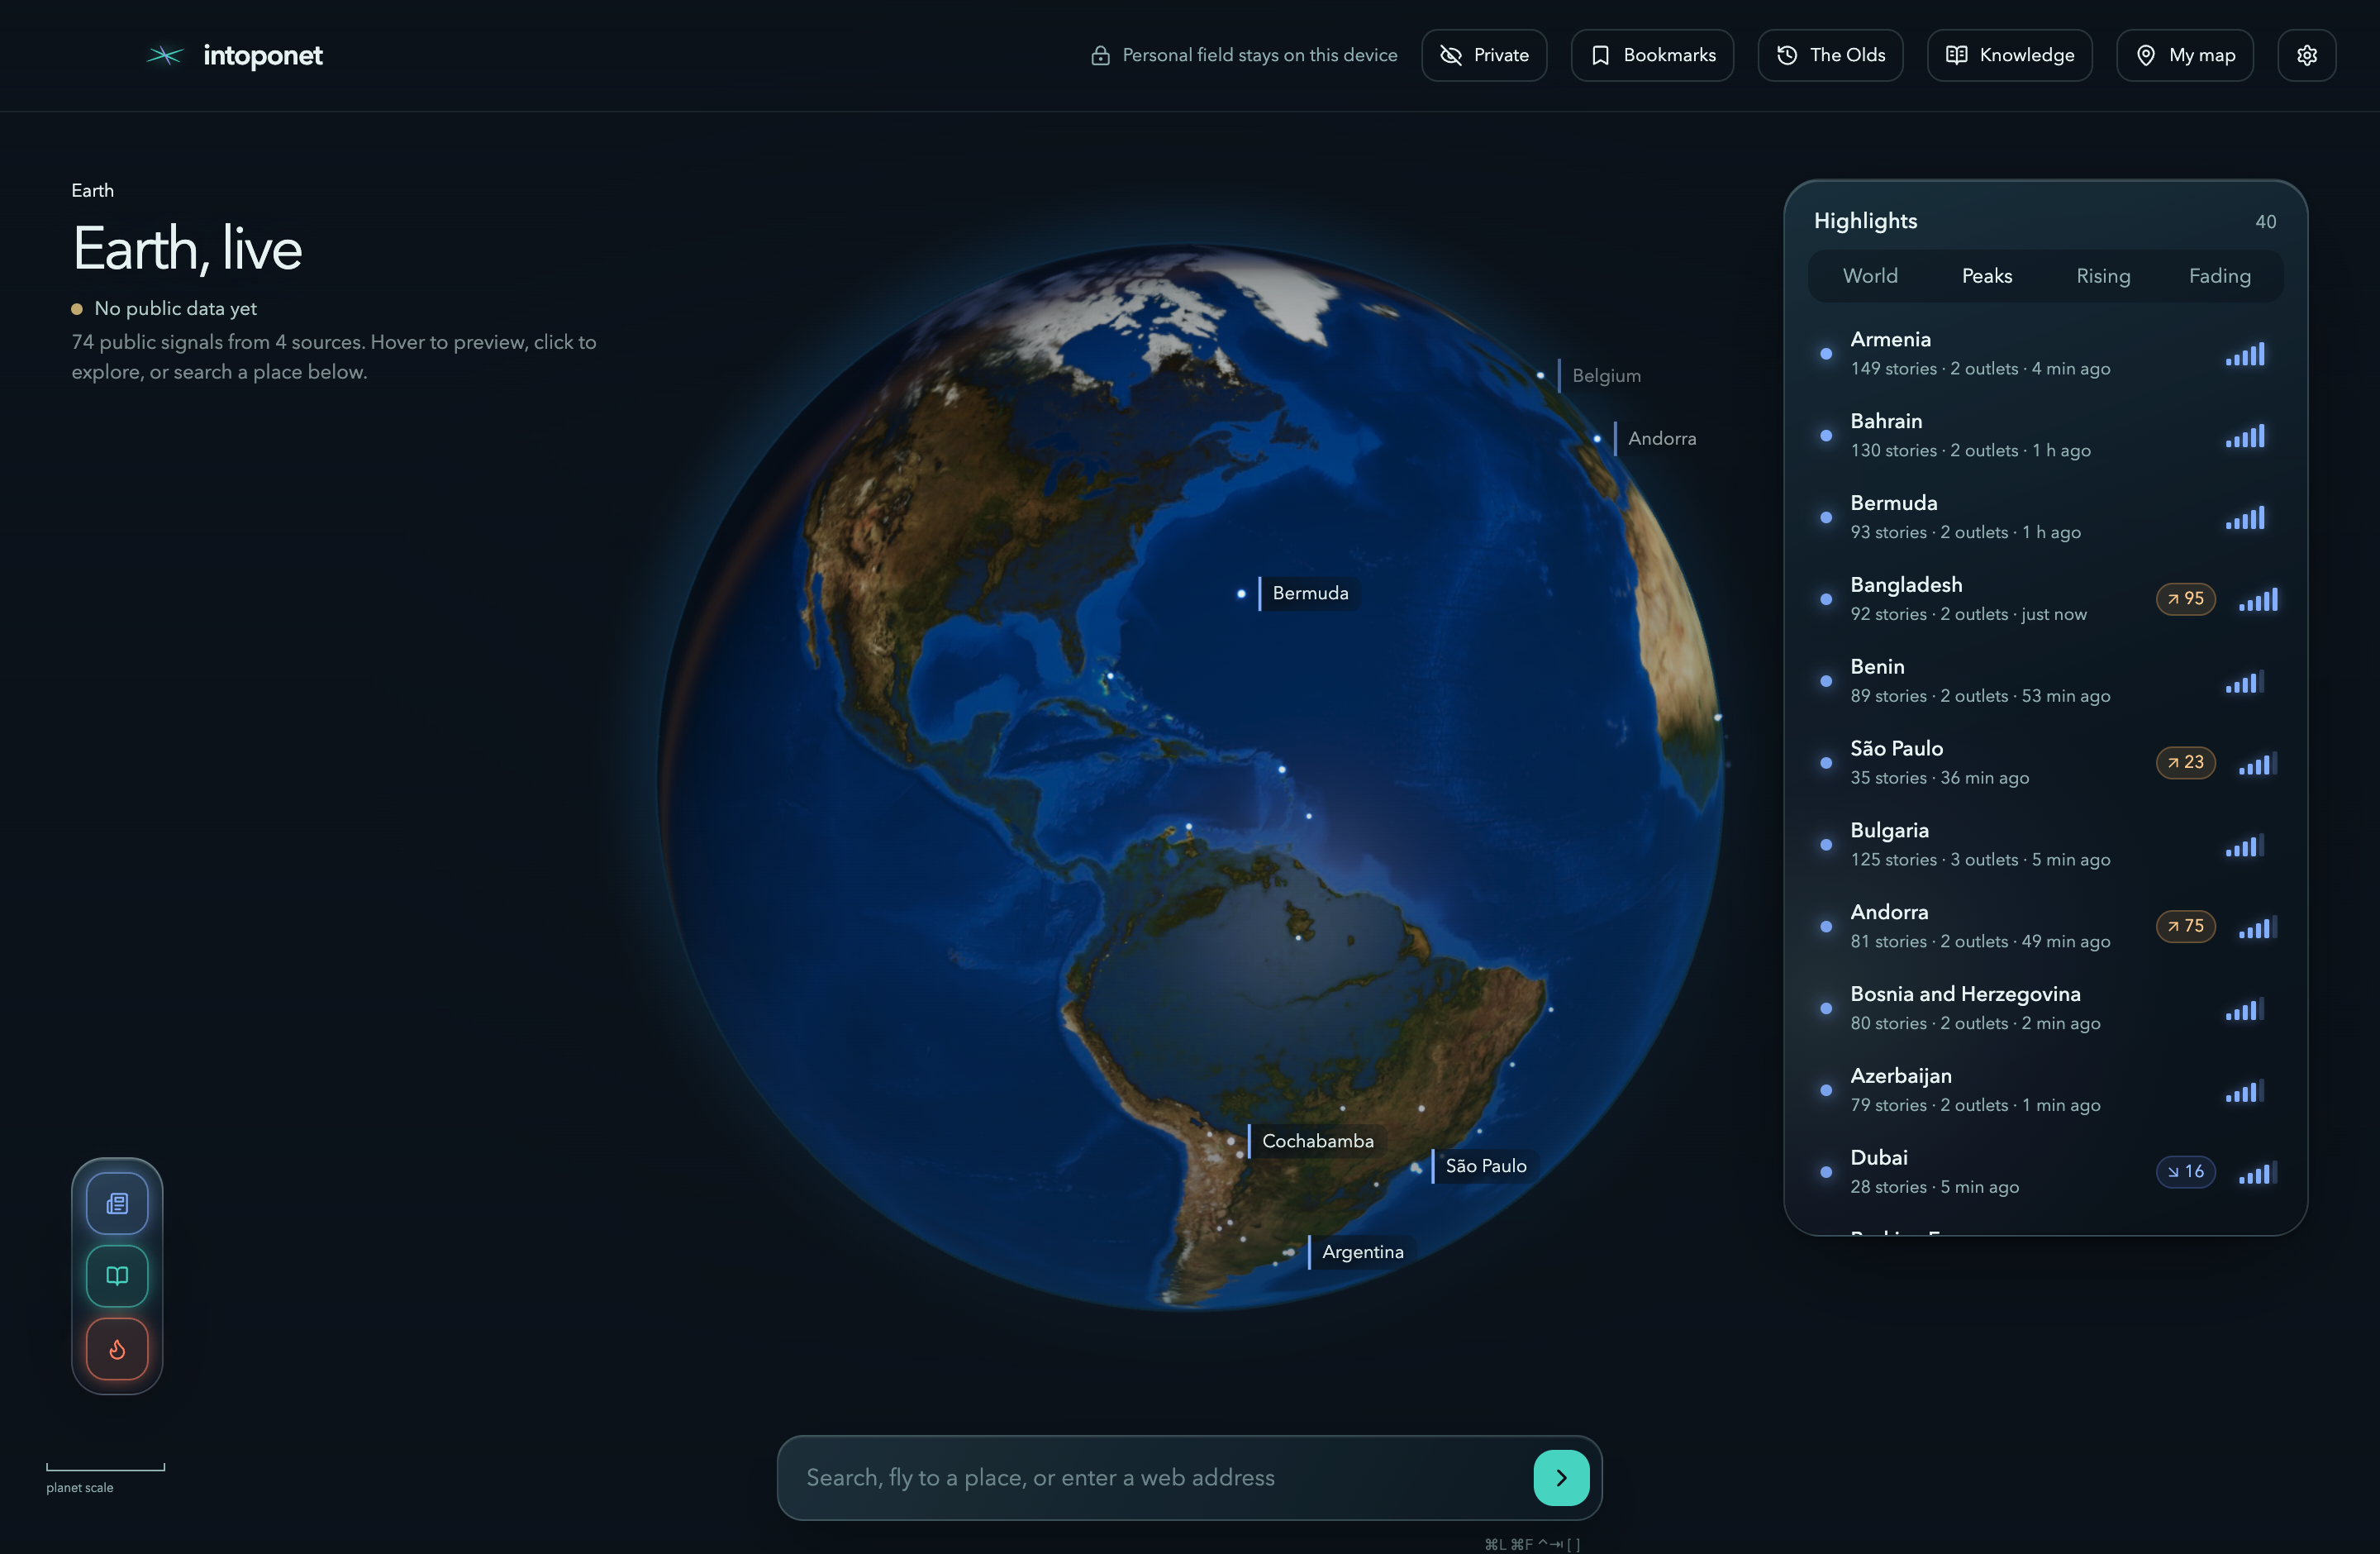 intoponet
Personal field stays on this device
Private
Bookmarks
The Olds
Knowledge
My map
Earth
Earth, live
No public data yet
74 public signals from 4 sources. Hover to preview, click to
explore, or search a place below.
Belgium
Andorra
Bermuda
Cochabamba
São Paulo
Argentina
Highlights 40
World Peaks Rising Fading
Armenia
149 stories · 2 outlets · 4 min ago
Bahrain
130 stories · 2 outlets · 1 h ago
Bermuda
93 stories · 2 outlets · 1 h ago
Bangladesh
92 stories · 2 outlets · just now
↗ 95
Benin
89 stories · 2 outlets · 53 min ago
São Paulo
35 stories · 36 min ago
↗ 23
Bulgaria
125 stories · 3 outlets · 5 min ago
Andorra
81 stories · 2 outlets · 49 min ago
↗ 75
Bosnia and Herzegovina
80 stories · 2 outlets · 2 min ago
Azerbaijan
79 stories · 2 outlets · 1 min ago
Dubai
28 stories · 5 min ago
↘ 16
planet scale
Search, fly to a place, or enter a web address
⌘L ⌘F ^⇥ [ ]